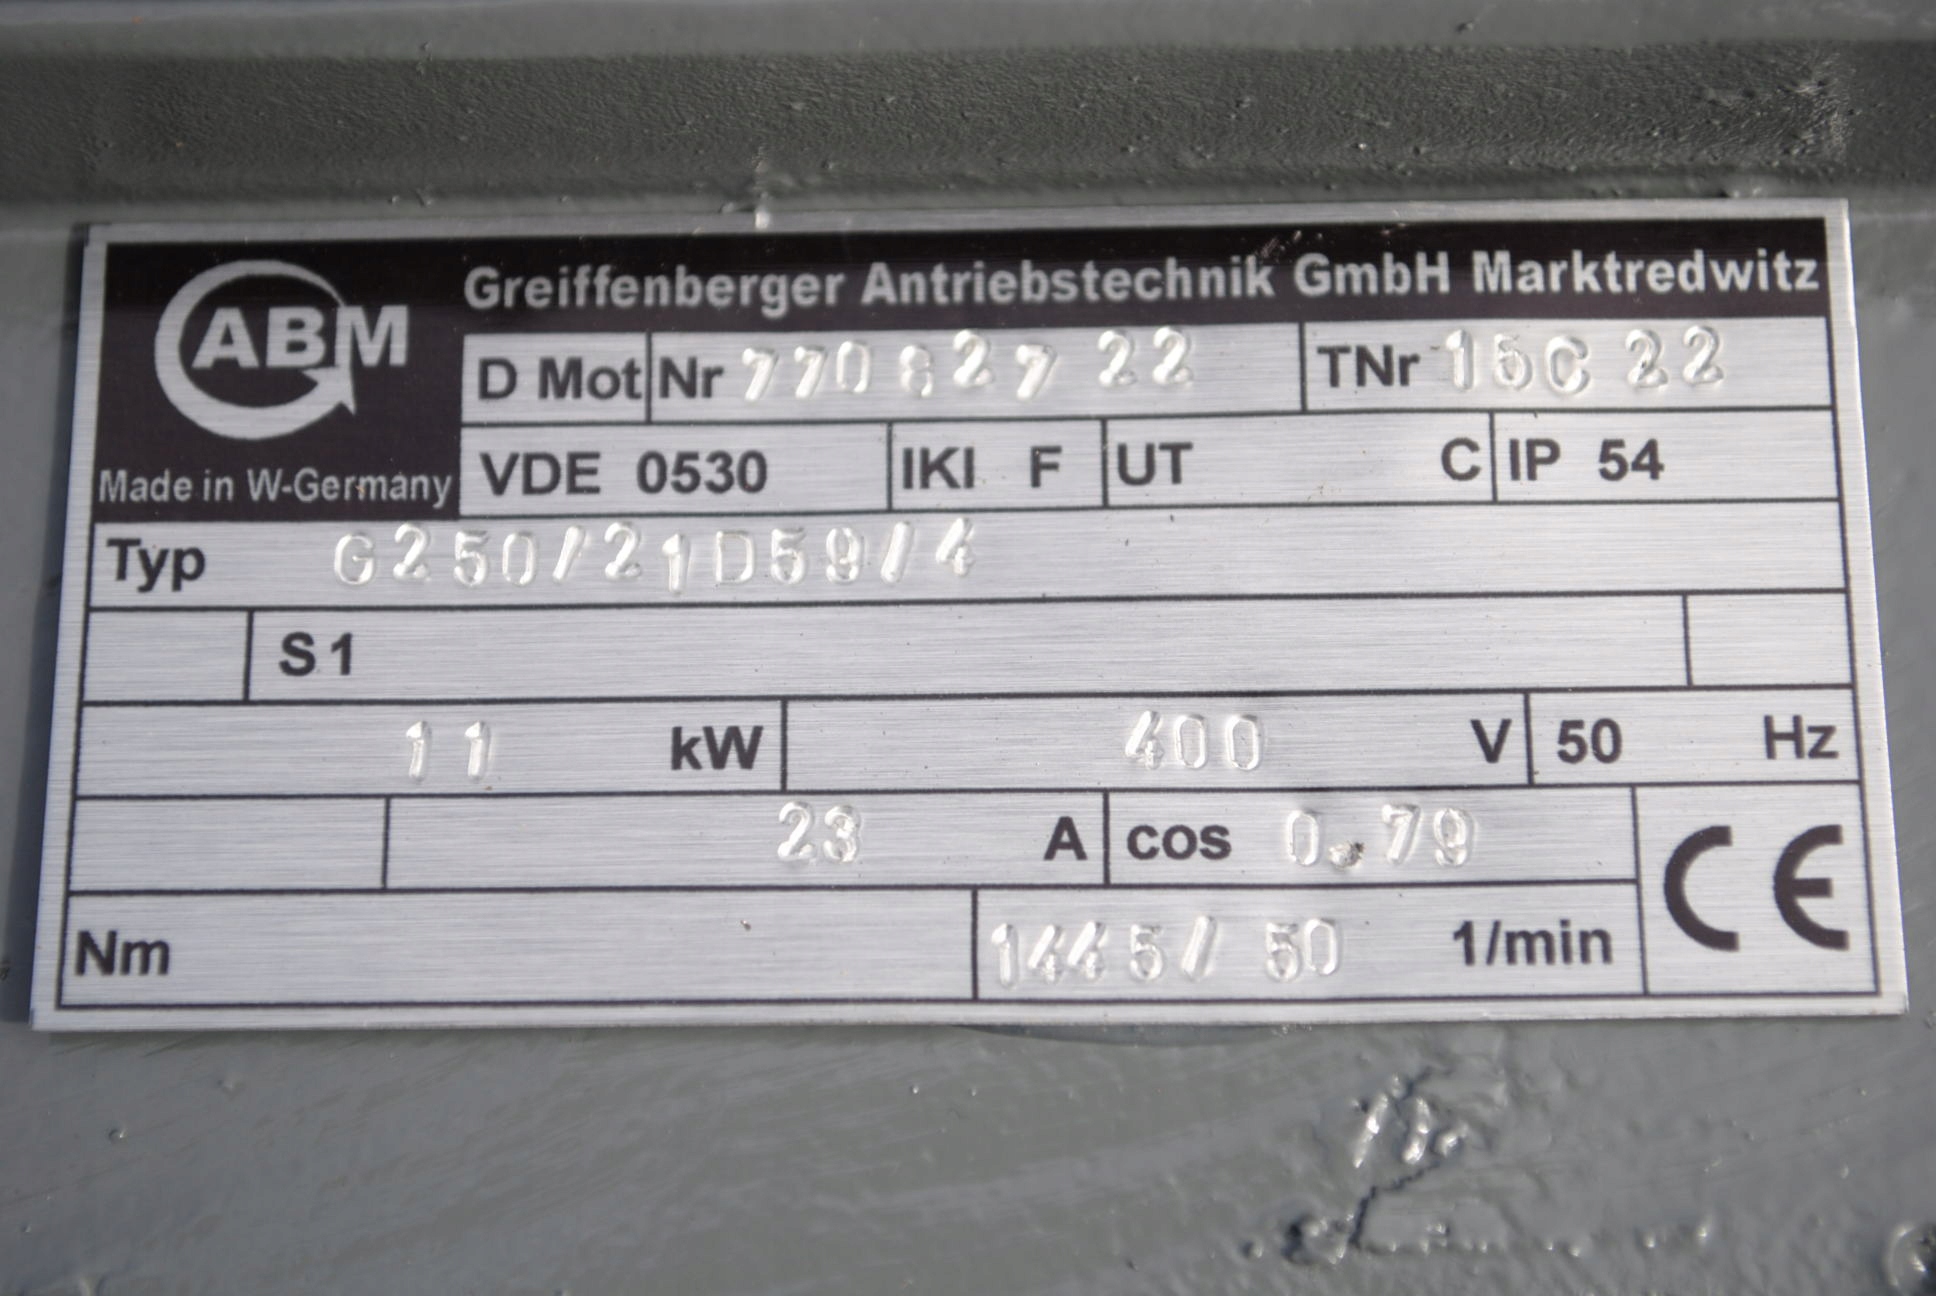 ABM
Made in W-Germany
Greiffenberger Antriebstechnik GmbH Marktredwitz
D Mot Nr 770827 22 TNr 15C 22
VDE 0530 IKI F UT C IP 54
Typ G250/21D59/4
S1
11 kW 400 V 50 Hz
23 A cos 0.79
Nm 1445/ 50 1/min CE